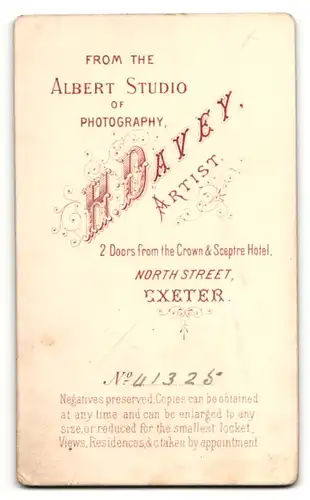 FROM THE
ALBERT STUDIO
OF
PHOTOGRAPHY,
H. DAVEY,
ARTIST.
2 Doors from the Crown & Sceptre Hotel,
NORTH STREET,
EXETER.
No. 41325
Negatives preserved. Copies can be obtained
at any time and can be enlarged to any
size, or reduced for the smallest locket,
Views, Residences, &c taken by appointment